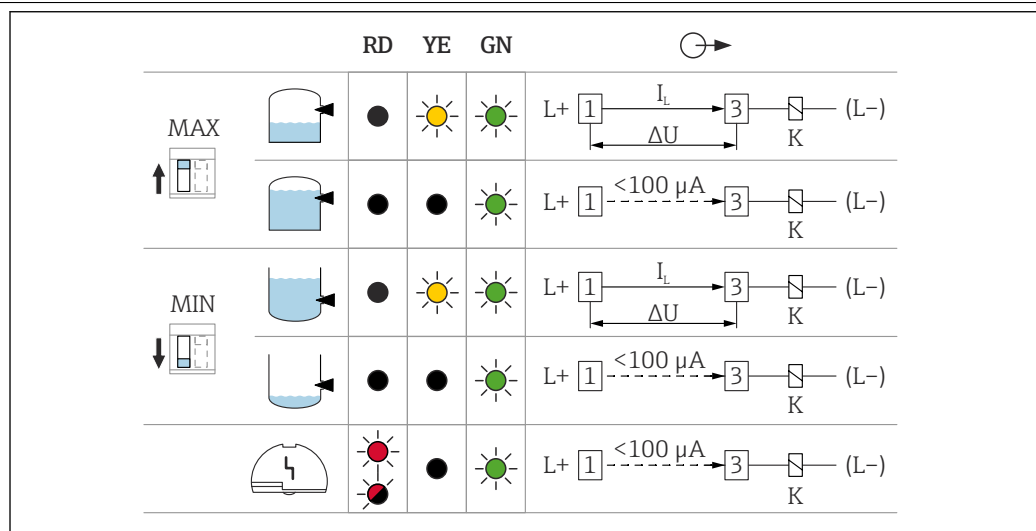 RD YE GN
L+ 1 I_L 3 (L−)
ΔU K
MAX
L+ 1 <100 µA 3 (L−)
K
L+ 1 I_L 3 (L−)
ΔU K
MIN
L+ 1 <100 µA 3 (L−)
K
L+ 1 <100 µA 3 (L−)
K